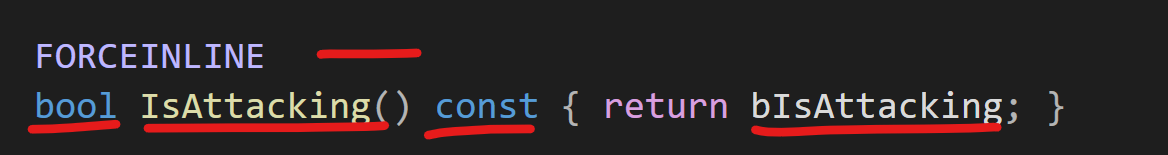 FORCEINLINE
bool IsAttacking() const { return bIsAttacking; }